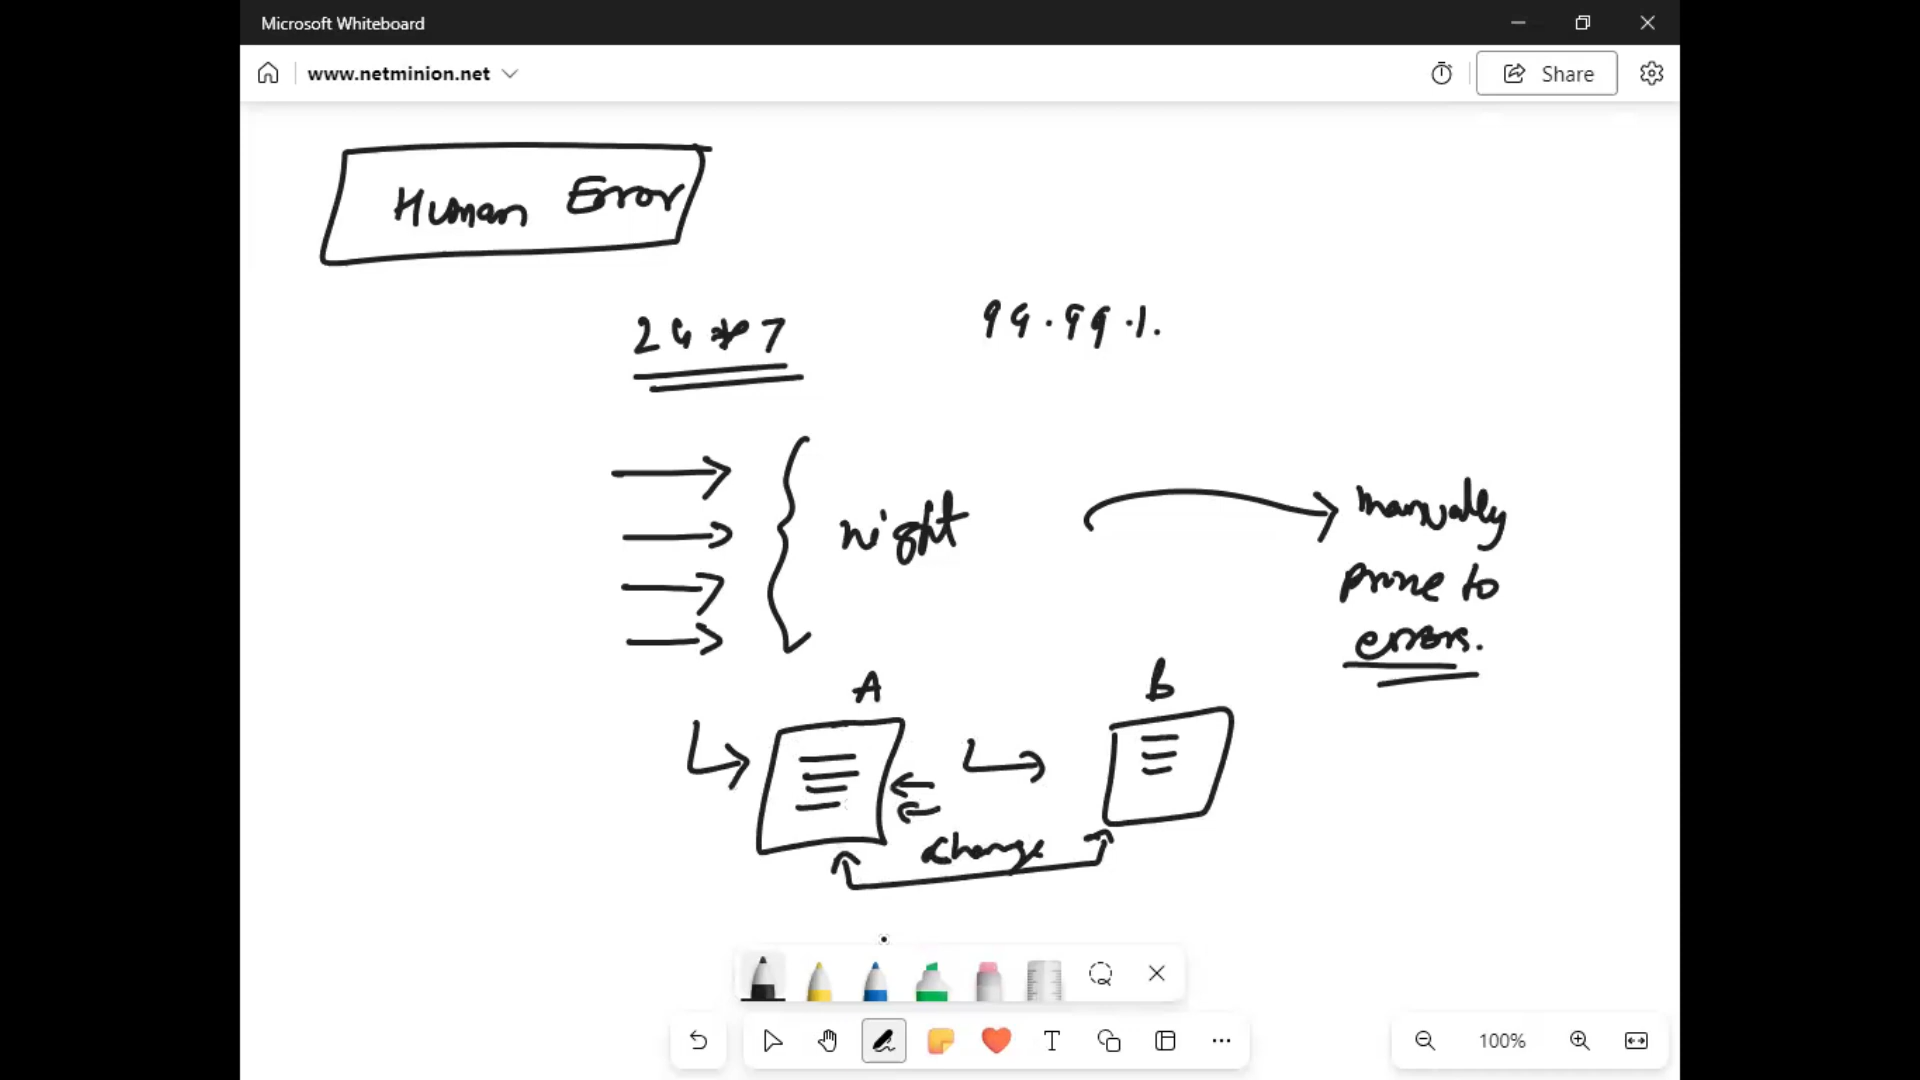 Microsoft Whiteboard
www.netminion.net
Share
Human Error
24*7
99.99%.
night
manually
prone to
errors.
A
B
change
100%